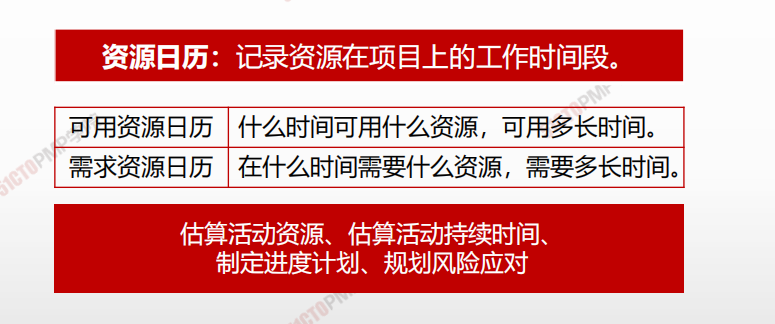 资源日历：记录资源在项目上的工作时间段。
可用资源日历 什么时间可用什么资源，可用多长时间。
需求资源日历 在什么时间需要什么资源，需要多长时间。
估算活动资源、估算活动持续时间、
制定进度计划、规划风险应对